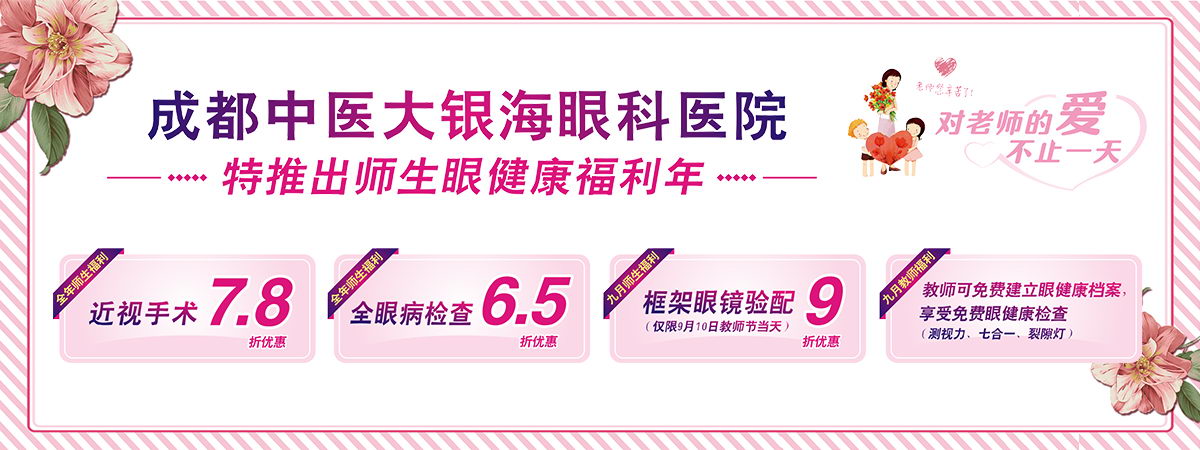 成都中医大银海眼科医院
特推出师生眼健康福利年
老师您辛苦了!
对老师的爱
不止一天
全年师生福利
近视手术 7.8
折优惠
全年师生福利
全眼病检查 6.5
折优惠
九月师生福利
框架眼镜验配 9
(仅限9月10日教师节当天)
折优惠
九月教师福利
教师可免费建立眼健康档案,
享受免费眼健康检查
(测视力、七合一、裂隙灯)